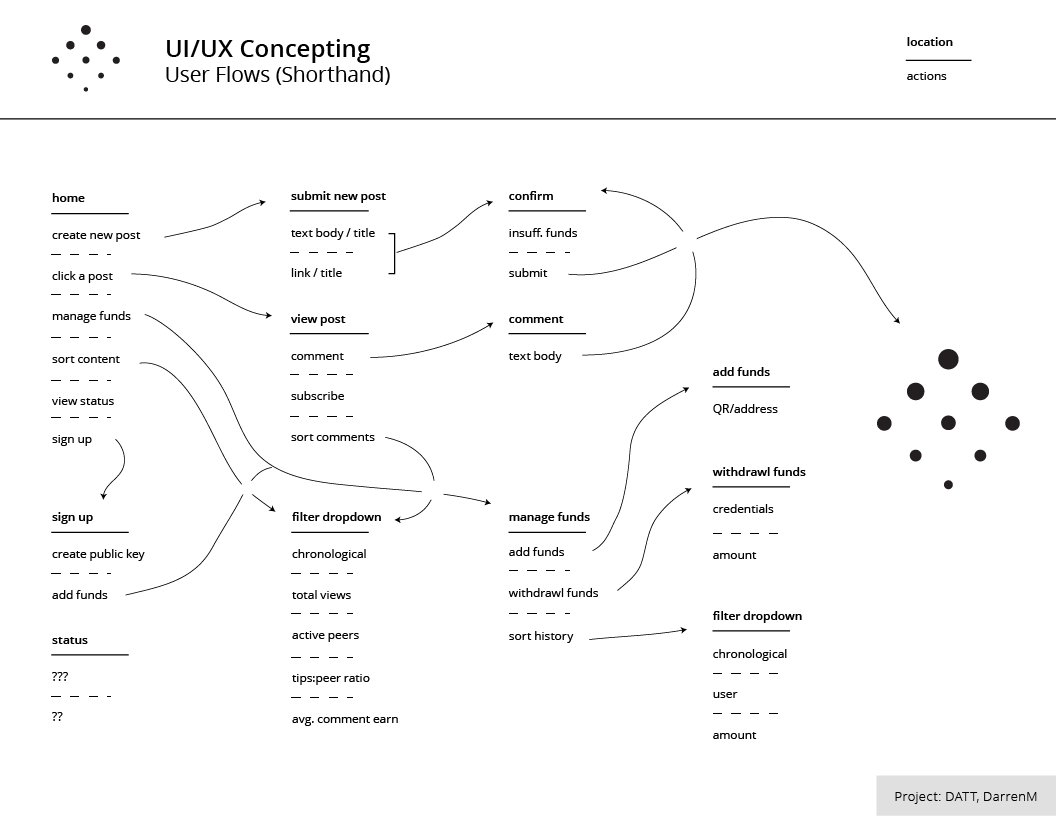 UI/UX Concepting
User Flows (Shorthand)
location
actions
home
create new post
click a post
manage funds
sort content
view status
sign up
sign up
create public key
add funds
status
???
??
submit new post
text body / title
link / title
view post
comment
subscribe
sort comments
filter dropdown
chronological
total views
active peers
tips:peer ratio
avg. comment earn
confirm
insuff. funds
submit
comment
text body
manage funds
add funds
withdrawl funds
sort history
add funds
QR/address
withdrawl funds
credentials
amount
filter dropdown
chronological
user
amount
Project: DATT, DarrenM